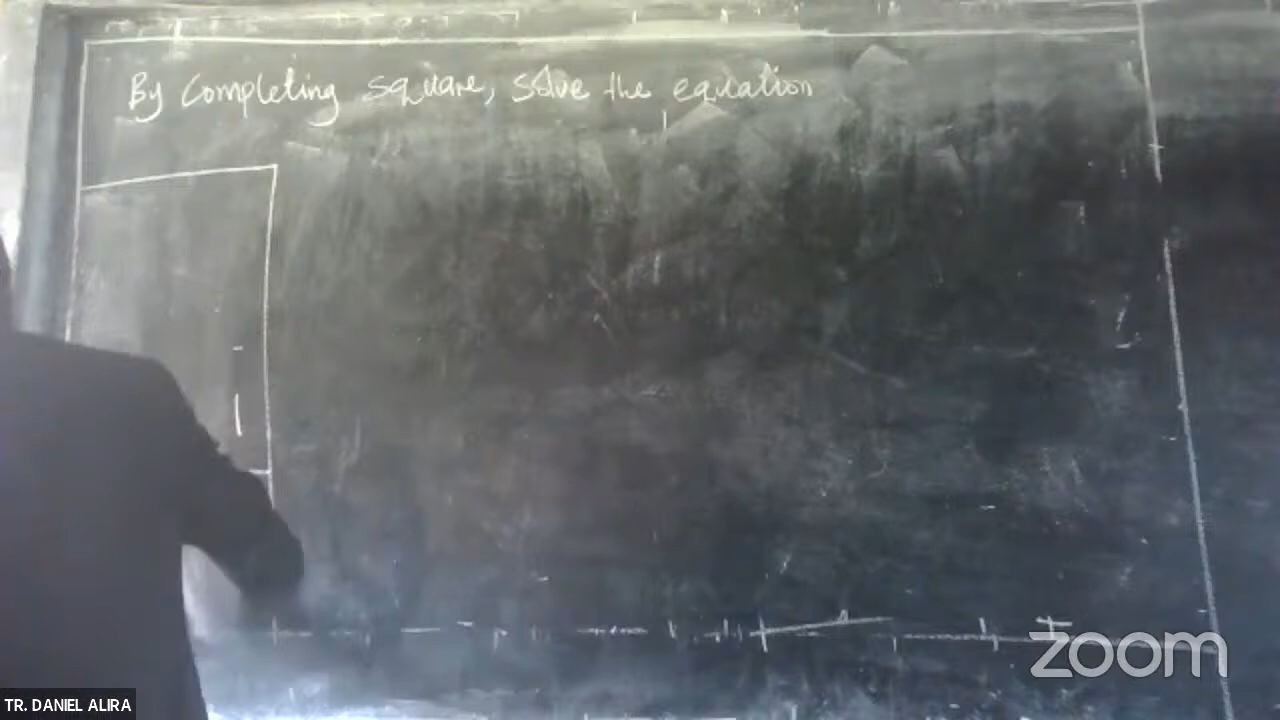 By Completing square, solve the equation
zoom
TR. DANIEL ALIRA